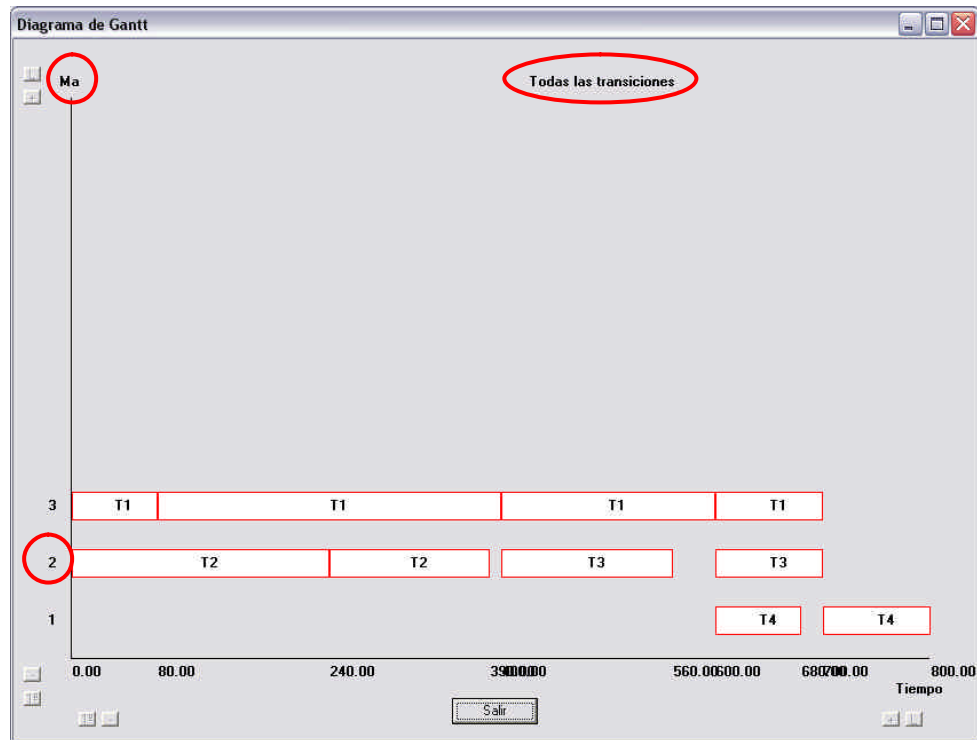 Diagrama de Gantt
Ma Todas las transiciones
3 T1 T1 T1 T1
2 T2 T2 T3 T3
1 T4 T4
0.00 80.00 240.00 560.00 600.00 800.00
Tiempo
Salir